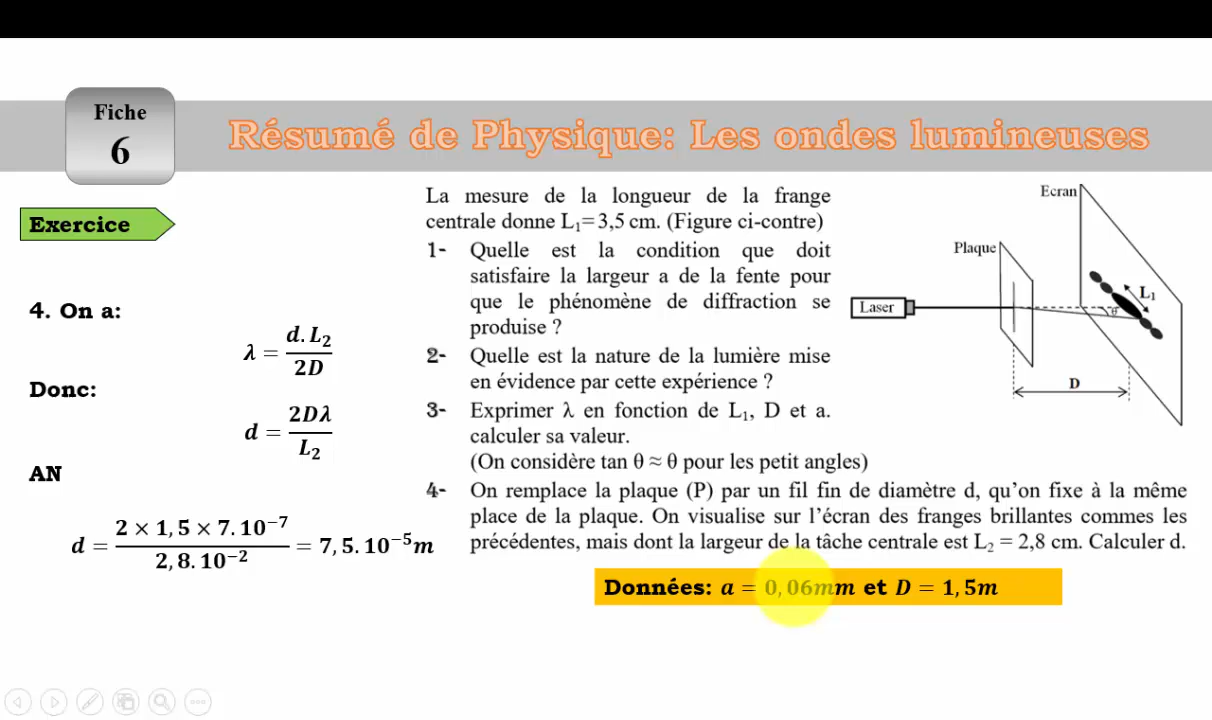 Fiche
6
Résumé de Physique: Les ondes lumineuses
Exercice
4. On a:
λ = d.L₂ / 2D
Donc:
d = 2Dλ / L₂
AN
d = 2 × 1,5 × 7.10⁻⁷ / 2,8.10⁻² = 7,5.10⁻⁵m
La mesure de la longueur de la frange
centrale donne L₁= 3,5 cm. (Figure ci-contre)
1- Quelle est la condition que doit
satisfaire la largeur a de la fente pour
que le phénomène de diffraction se
produise ?
2- Quelle est la nature de la lumière mise
en évidence par cette expérience ?
3- Exprimer λ en fonction de L₁, D et a.
calculer sa valeur.
(On considère tan θ ≈ θ pour les petit angles)
4- On remplace la plaque (P) par un fil fin de diamètre d, qu'on fixe à la même
place de la plaque. On visualise sur l'écran des franges brillantes commes les
précédentes, mais dont la largeur de la tâche centrale est L₂ = 2,8 cm. Calculer d.
Données: a = 0,06mm et D = 1,5m
Ecran
Plaque
L₁
Laser
θ
D